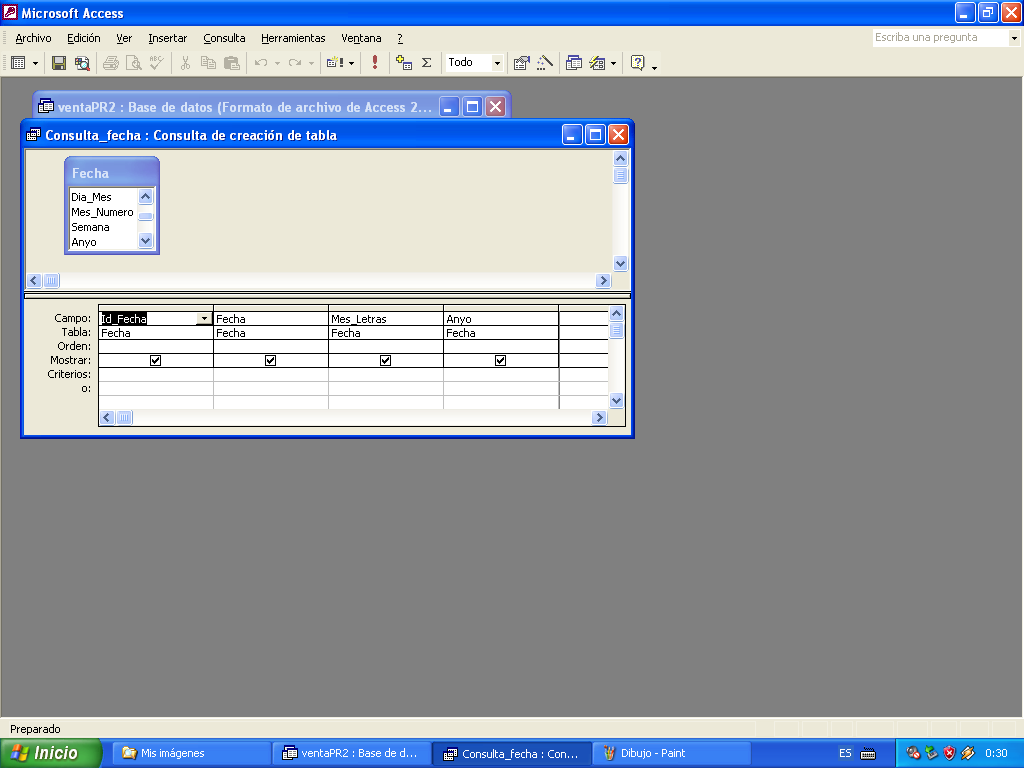 Microsoft Access
Archivo Edición Ver Insertar Consulta Herramientas Ventana ?
Escriba una pregunta
ABC Σ Todo ?
ventaPR2 : Base de datos (Formato de archivo de Access 2...
Consulta_fecha : Consulta de creación de tabla
Fecha
Dia_Mes
Mes_Numero
Semana
Anyo
Campo: Id_Fecha Fecha Mes_Letras Anyo
Tabla: Fecha Fecha Fecha Fecha
Orden:
Mostrar:
Criterios:
o:
Preparado
Inicio Mis imágenes ventaPR2 : Base de d... Consulta_fecha : Con... Dibujo - Paint ES 0:30